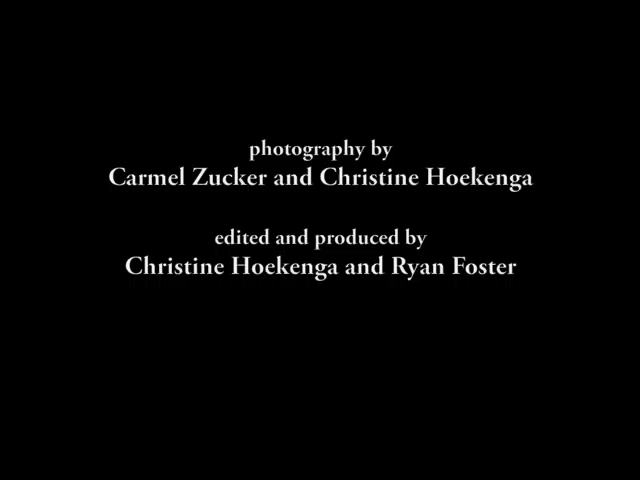 photography by
Carmel Zucker and Christine Hoekenga
edited and produced by
Christine Hoekenga and Ryan Foster